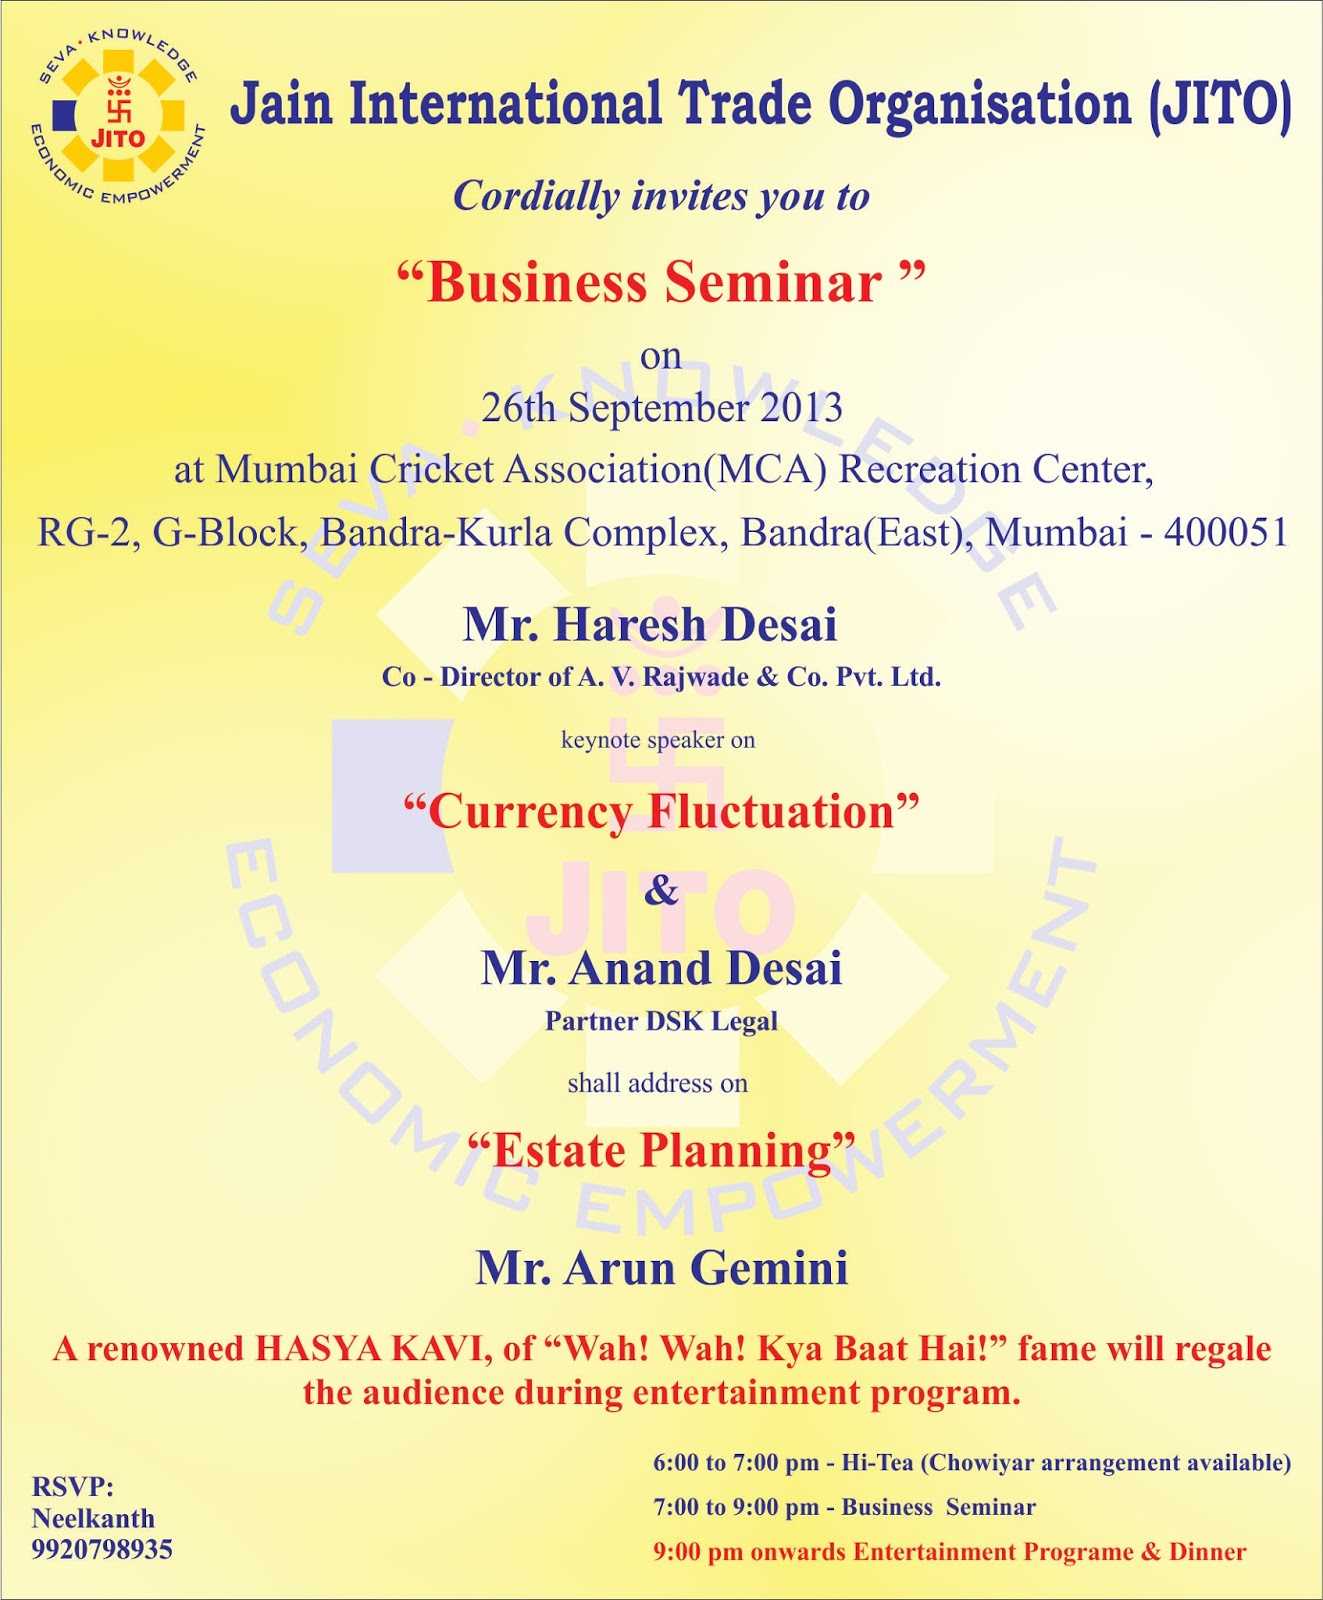 SEVA • KNOWLEDGE
JITO
ECONOMIC EMPOWERMENT
Jain International Trade Organisation (JITO)
Cordially invites you to
“Business Seminar ”
on
26th September 2013
at Mumbai Cricket Association(MCA) Recreation Center,
RG-2, G-Block, Bandra-Kurla Complex, Bandra(East), Mumbai - 400051
SEVA • KNOWLEDGE
Mr. Haresh Desai
Co - Director of A. V. Rajwade & Co. Pvt. Ltd.
keynote speaker on
“Currency Fluctuation”
&
JITO
Mr. Anand Desai
Partner DSK Legal
shall address on
“Estate Planning”
ECONOMIC EMPOWERMENT
Mr. Arun Gemini
A renowned HASYA KAVI, of “Wah! Wah! Kya Baat Hai!” fame will regale
the audience during entertainment program.
RSVP:
Neelkanth
9920798935
6:00 to 7:00 pm - Hi-Tea (Chowiyar arrangement available)
7:00 to 9:00 pm - Business  Seminar
9:00 pm onwards Entertainment Programe & Dinner